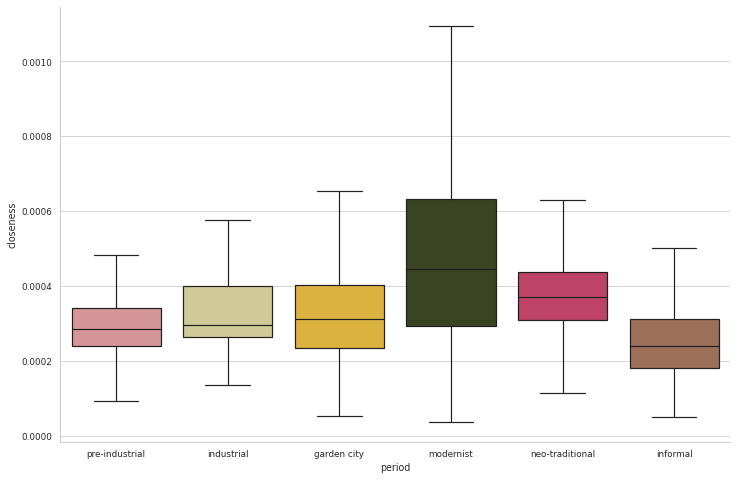 0.0010
0.0008
0.0006
0.0004
0.0002
0.0000
closeness
pre-industrial industrial garden city modernist neo-traditional informal
period